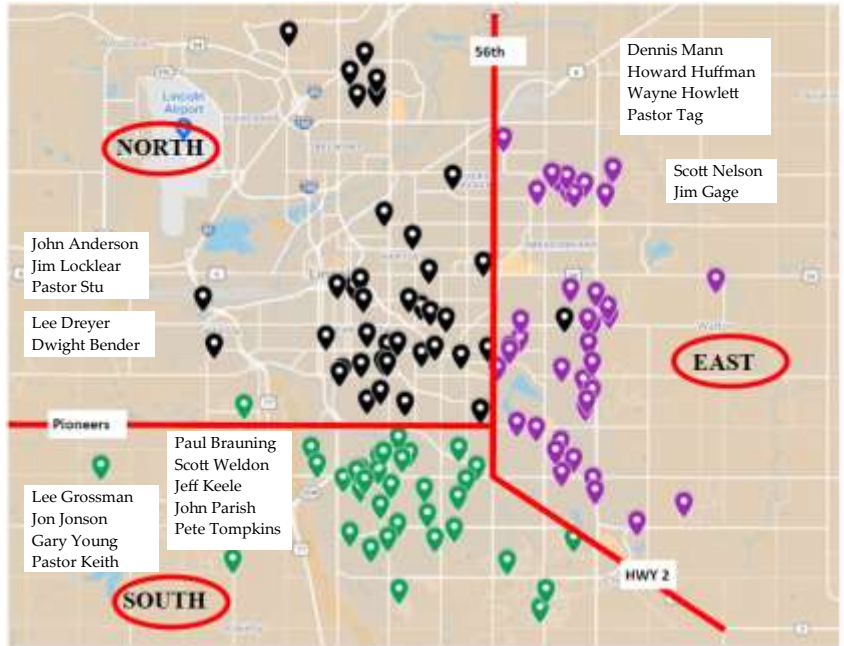 56th
Dennis Mann
Howard Huffman
Wayne Howlett
Pastor Tag
Lincoln
Airport
NORTH
Scott Nelson
Jim Gage
John Anderson
Jim Locklear
Pastor Stu
Lee Dreyer
Dwight Bender
EAST
Pioneers
Paul Brauning
Scott Weldon
Jeff Keele
John Parish
Pete Tompkins
Lee Grossman
Jon Jonson
Gary Young
Pastor Keith
HWY 2
SOUTH